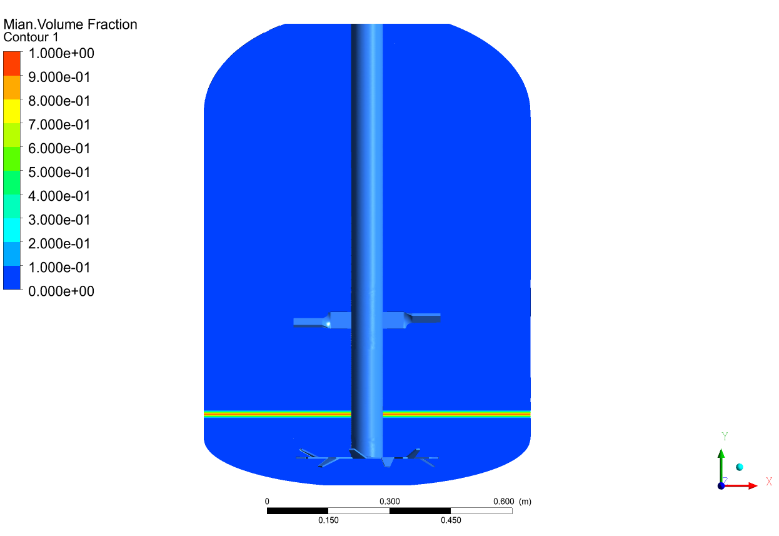 Mian.Volume Fraction
Contour 1
1.000e+00
9.000e-01
8.000e-01
7.000e-01
6.000e-01
5.000e-01
4.000e-01
3.000e-01
2.000e-01
1.000e-01
0.000e+00
Y
Z
X
0 0.300 0.600 (m)
0.150 0.450